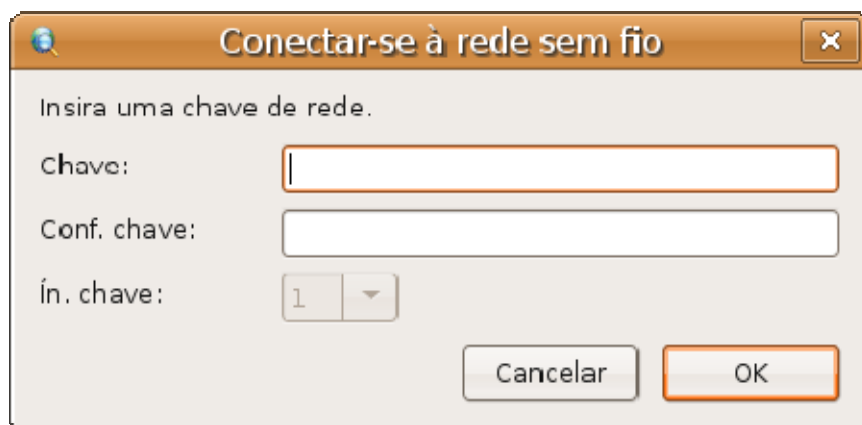 Conectar-se à rede sem fio
Insira uma chave de rede.
Chave:
Conf. chave:
Ín. chave:
1
Cancelar OK